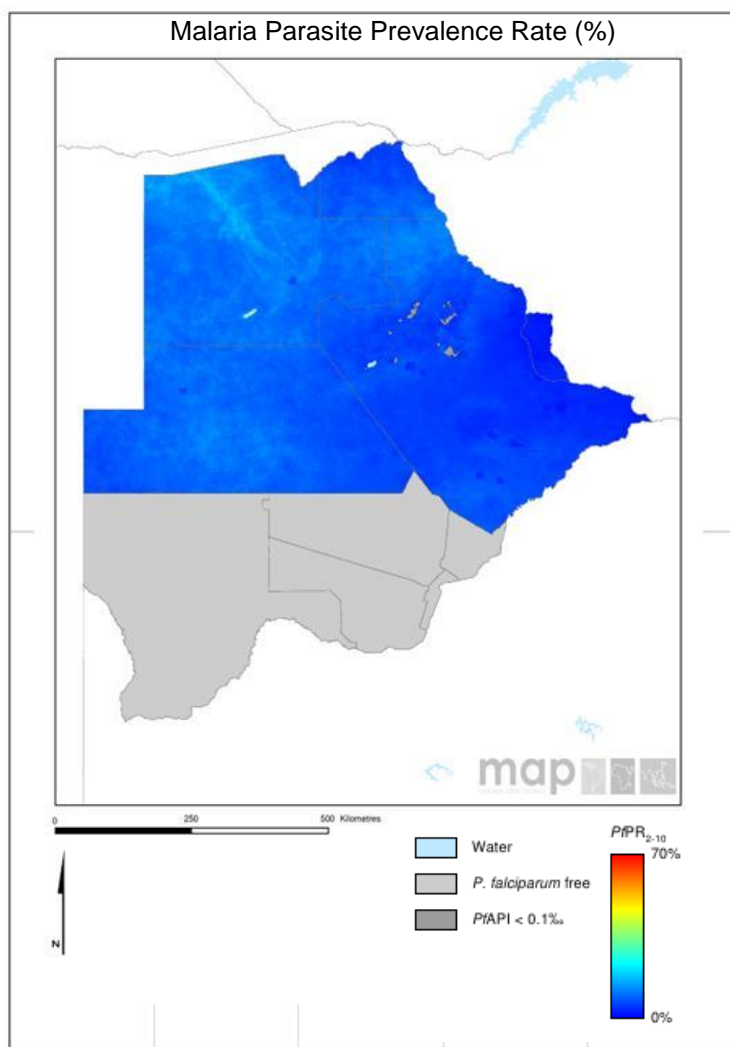 Malaria Parasite Prevalence Rate (%)
map
0 250 500 Kilometres
Water
P. falciparum free
PfAPI < 0.1‰
PfPR2-10
70%
0%
N